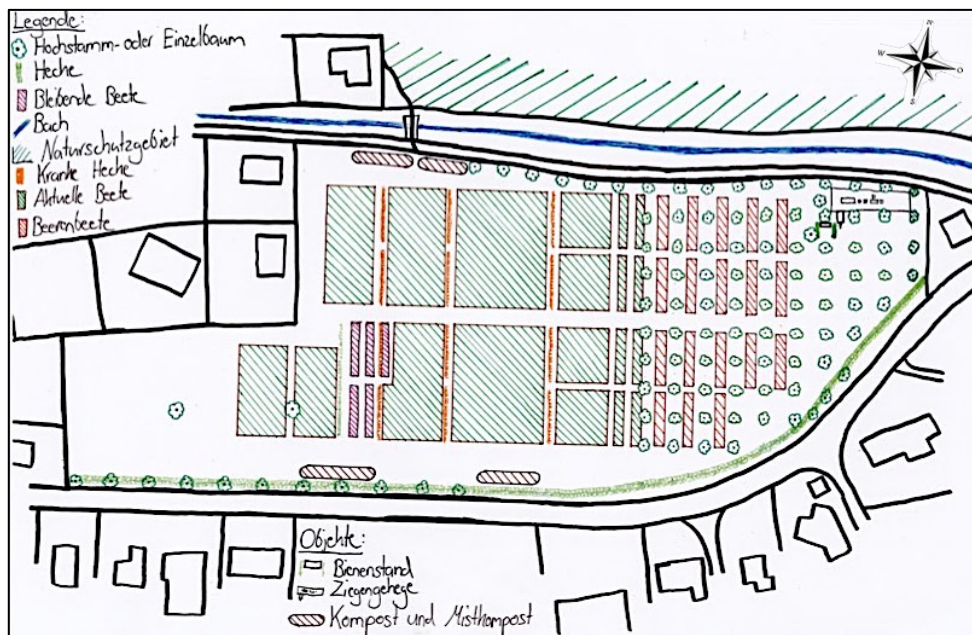 Legende:
Hochstamm- oder Einzelbaum
Hecke
Bleibende Beete
Bach
Naturschutzgebiet
Kranke Hecke
Aktuelle Beete
Beerenbeete
N
W
O
S
Objekte:
Bienenstand
Ziegengehege
Kompost und Mistkompost